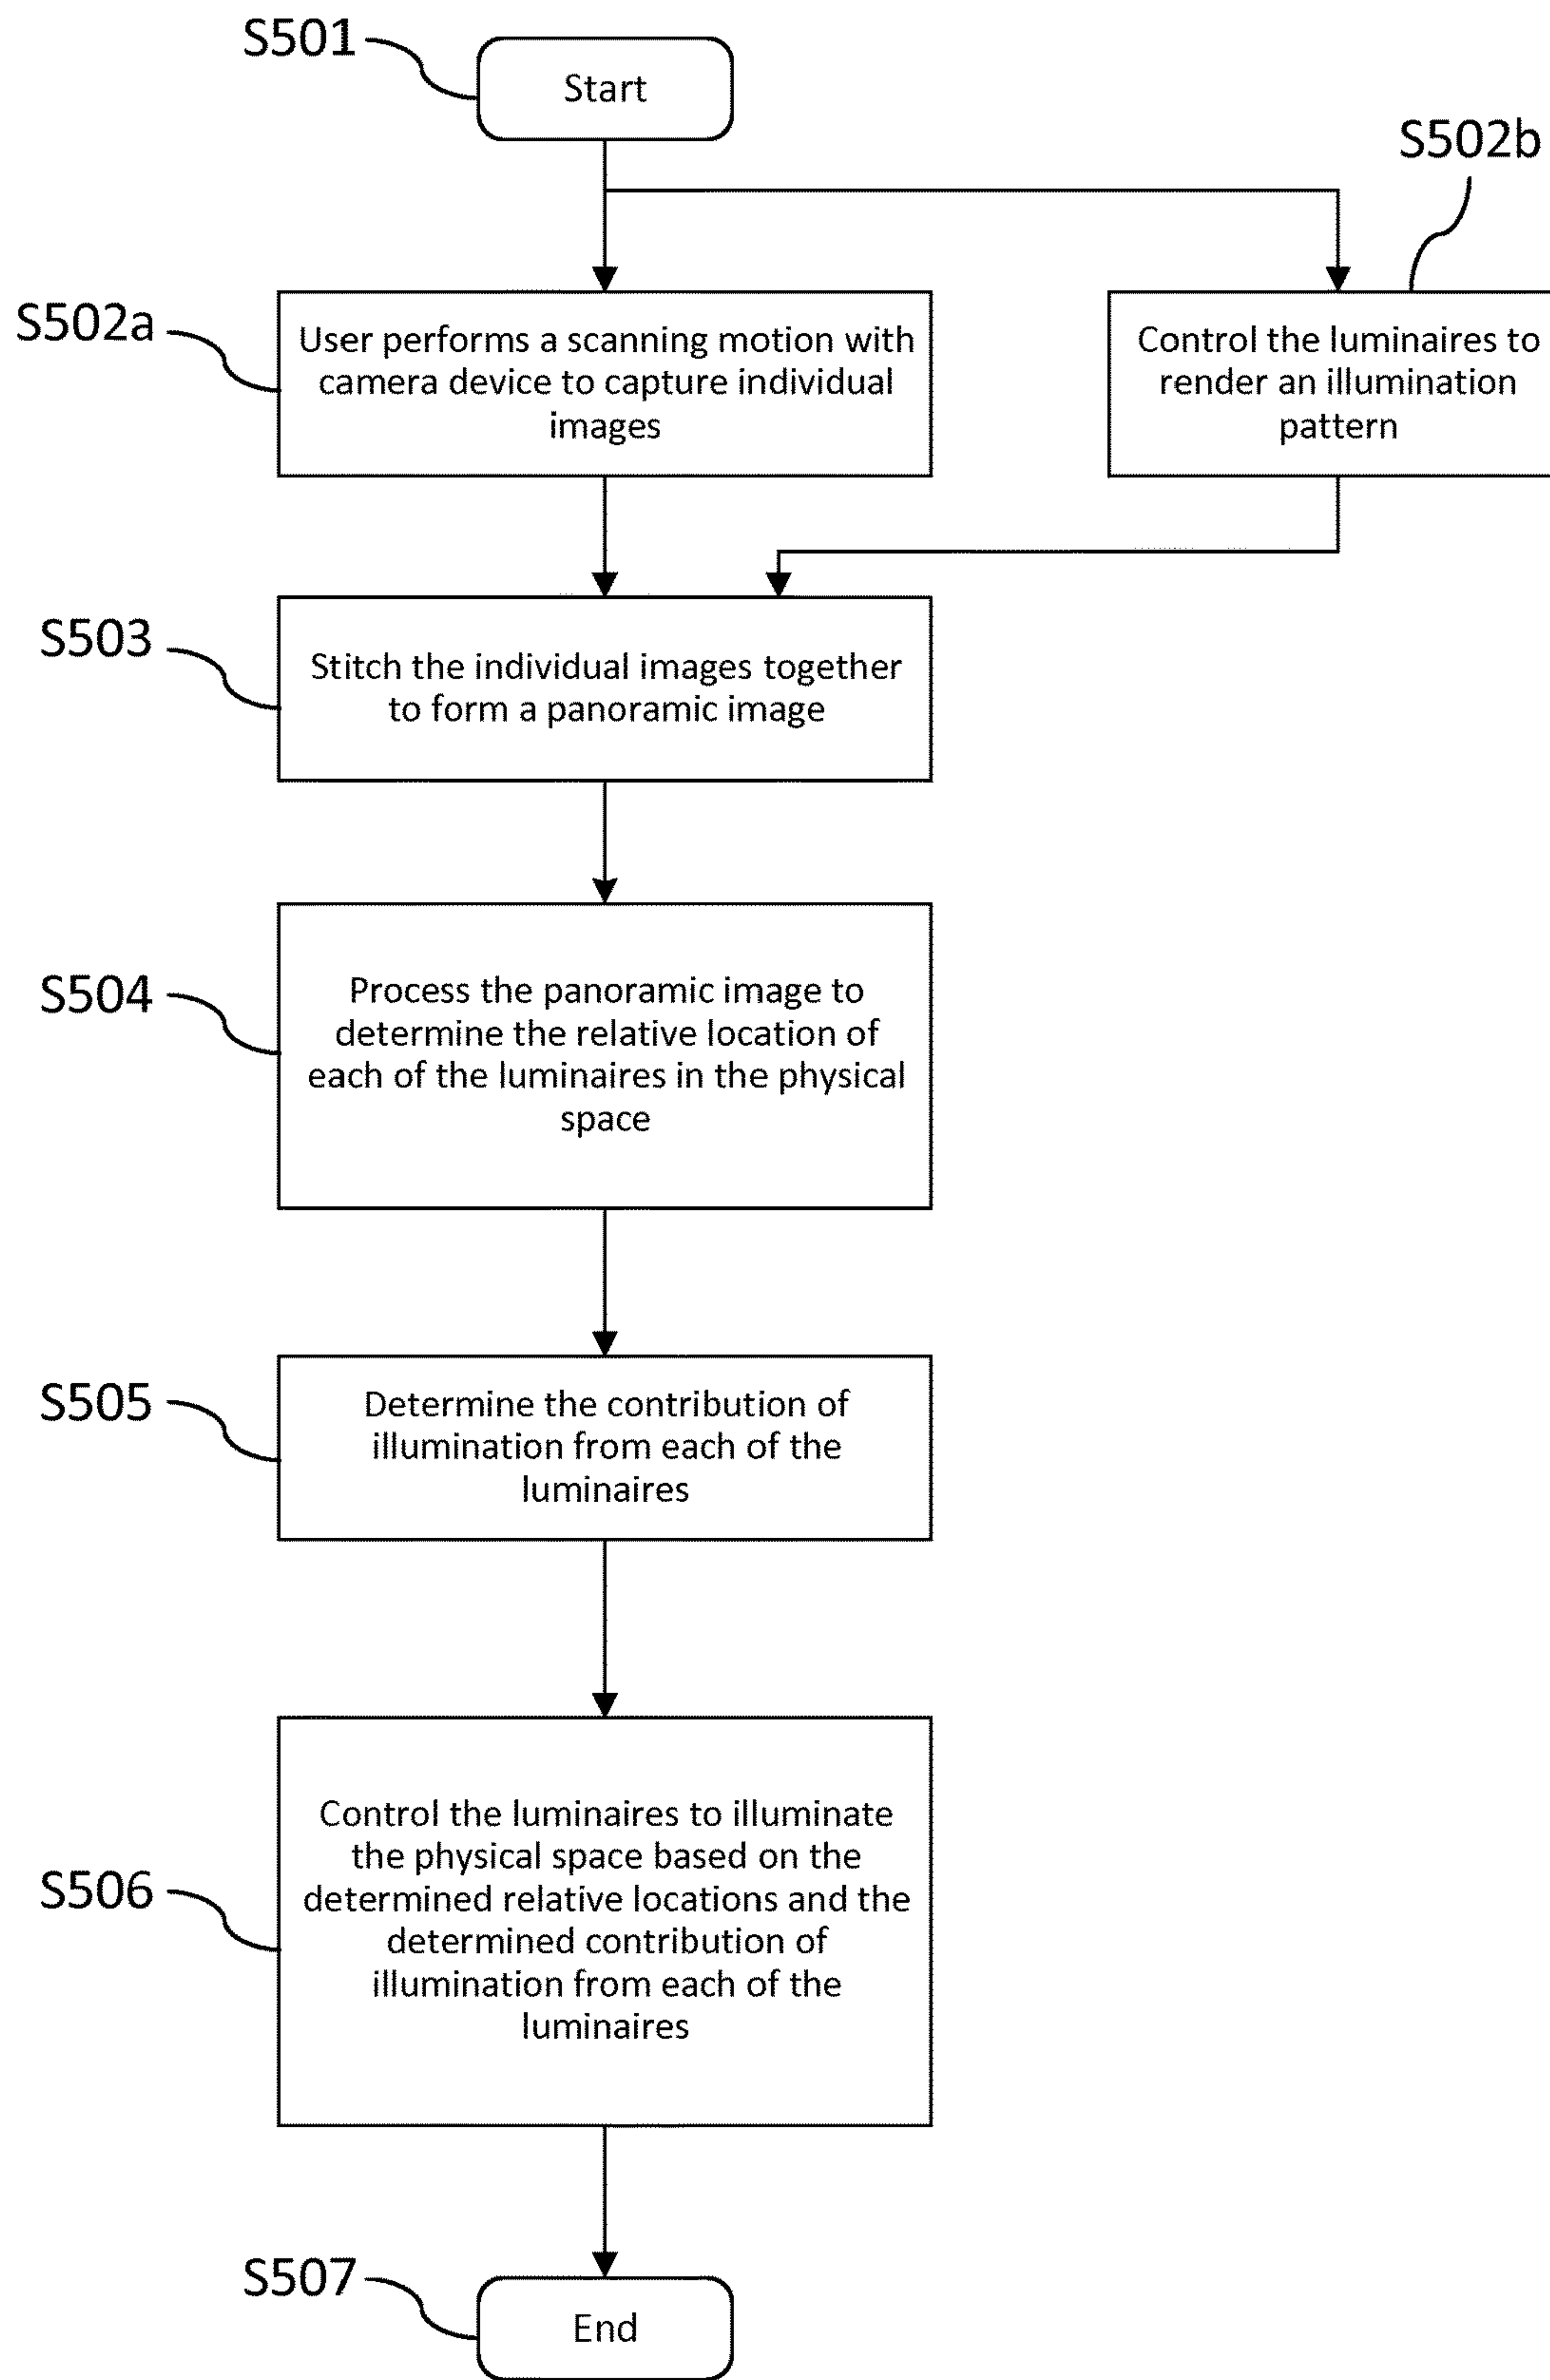 S501
Start
S502b
S502a
User performs a scanning motion with
camera device to capture individual
images
Control the luminaires to
render an illumination
pattern
S503
Stitch the individual images together
to form a panoramic image
S504
Process the panoramic image to
determine the relative location of
each of the luminaires in the physical
space
S505
Determine the contribution of
illumination from each of the
luminaires
S506
Control the luminaires to illuminate
the physical space based on the
determined relative locations and the
determined contribution of
illumination from each of the
luminaires
S507
End